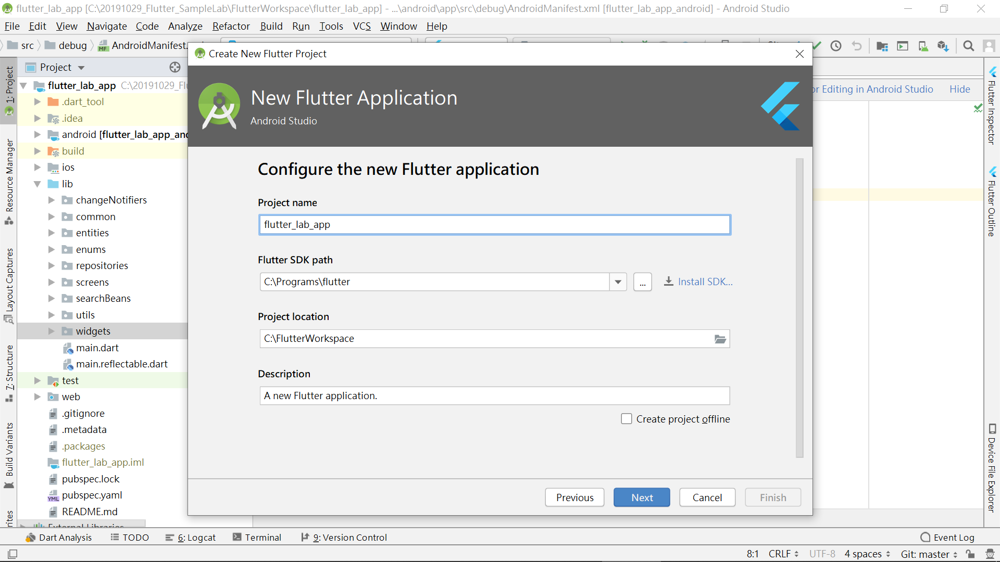 flutter_lab_app [C:\20191029_Flutter_SampleLab\FlutterWorkspace\flutter_lab_app] - ...\android\app\src\debug\AndroidManifest.xml [flutter_lab_app_android] - Android Studio
File Edit View Navigate Code Analyze Refactor Build Run Tools VCS Window Help
src debug AndroidManifest.
Create New Flutter Project
Project
1: Project
Resource Manager
Layout Captures
7: Structure
Build Variants
flutter_lab_app C:\20191029_Fl
.dart_tool
.idea
android [flutter_lab_app_and
build
ios
lib
changeNotifiers
common
entities
enums
repositories
screens
searchBeans
utils
widgets
main.dart
main.reflectable.dart
test
web
.gitignore
.metadata
.packages
flutter_lab_app.iml
pubspec.lock
pubspec.yaml
README.md
External Libraries
New Flutter Application
Android Studio
Configure the new Flutter application
Project name
flutter_lab_app
Flutter SDK path
C:\Programs\flutter
...
Install SDK...
Project location
C:\FlutterWorkspace
Description
A new Flutter application.
Create project offline
Previous Next Cancel Finish
or Editing in Android Studio Hide
Flutter Inspector
Flutter Outline
Device File Explorer
Dart Analysis TODO 6: Logcat Terminal 9: Version Control Event Log
8:1 CRLF UTF-8 4 spaces Git: master